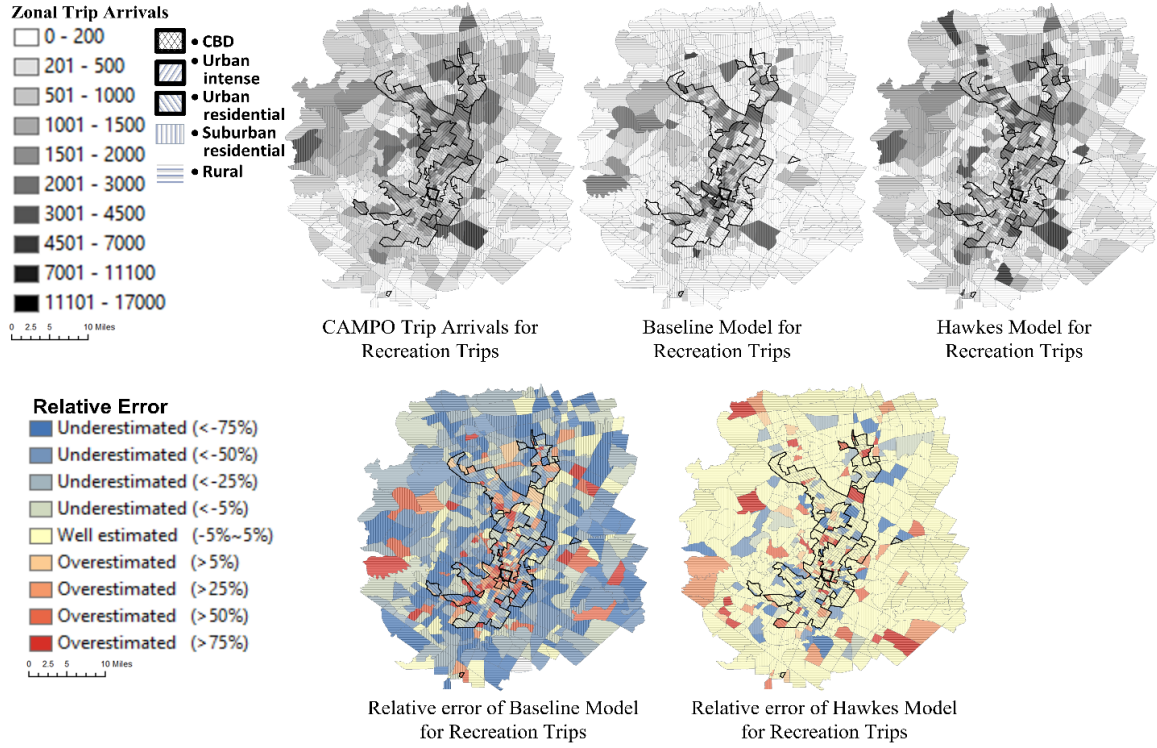 Zonal Trip Arrivals
0 - 200
201 - 500
501 - 1000
1001 - 1500
1501 - 2000
2001 - 3000
3001 - 4500
4501 - 7000
7001 - 11100
11101 - 17000
0 2.5 5 10 Miles
• CBD
• Urban
intense
• Urban
residential
• Suburban
residential
• Rural
CAMPO Trip Arrivals for
Recreation Trips
Baseline Model for
Recreation Trips
Hawkes Model for
Recreation Trips
Relative Error
Underestimated (<-75%)
Underestimated (<-50%)
Underestimated (<-25%)
Underestimated (<-5%)
Well estimated (-5%~5%)
Overestimated (>5%)
Overestimated (>25%)
Overestimated (>50%)
Overestimated (>75%)
0 2.5 5 10 Miles
Relative error of Baseline Model
for Recreation Trips
Relative error of Hawkes Model
for Recreation Trips